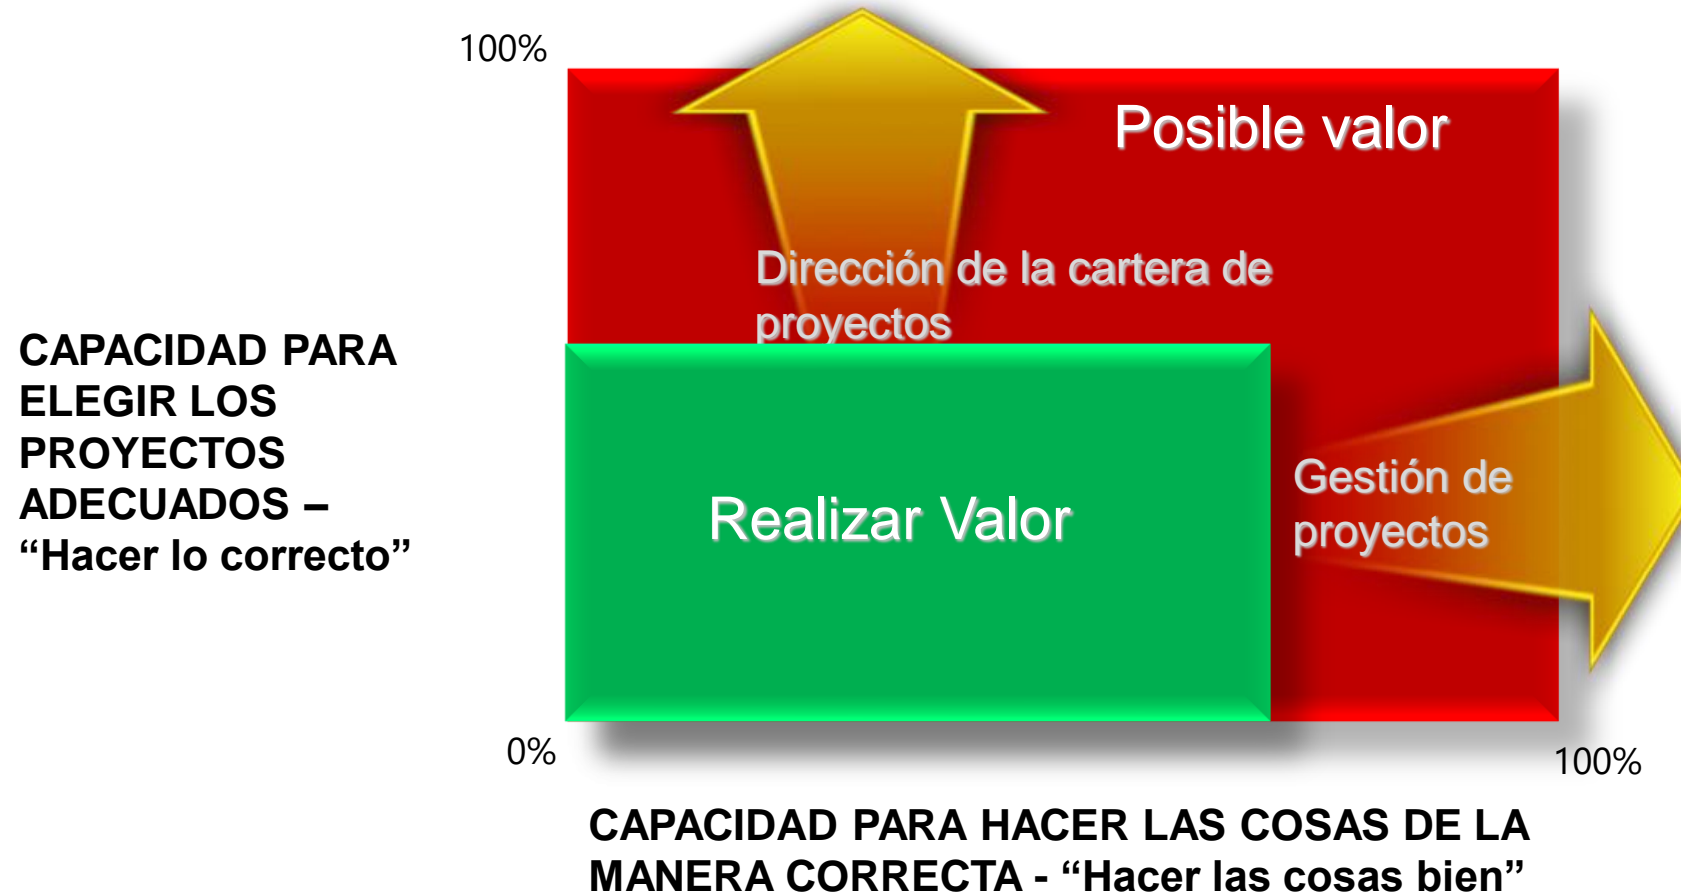 100%
Posible valor
Dirección de la cartera de
proyectos
CAPACIDAD PARA
ELEGIR LOS
PROYECTOS
ADECUADOS –
“Hacer lo correcto”
Realizar Valor
Gestión de
proyectos
0%
100%
CAPACIDAD PARA HACER LAS COSAS DE LA
MANERA CORRECTA - “Hacer las cosas bien”